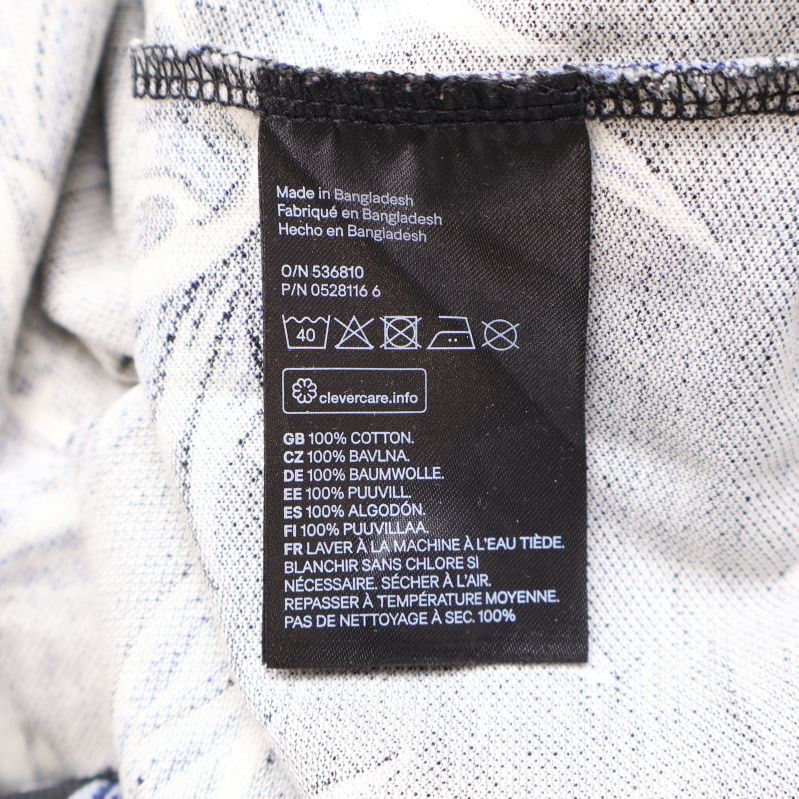 Made in Bangladesh
Fabriqué en Bangladesh
Hecho en Bangladesh
O/N 536810
P/N 0528116 6
40
clevercare.info
GB 100% COTTON.
CZ 100% BAVLNA.
DE 100% BAUMWOLLE.
EE 100% PUUVILL.
ES 100% ALGODÓN.
FI 100% PUUVILLAA.
FR LAVER À LA MACHINE À L'EAU TIÈDE.
BLANCHIR SANS CHLORE SI
NÉCESSAIRE. SÉCHER À L'AIR.
REPASSER À TEMPÉRATURE MOYENNE.
PAS DE NETTOYAGE À SEC. 100%